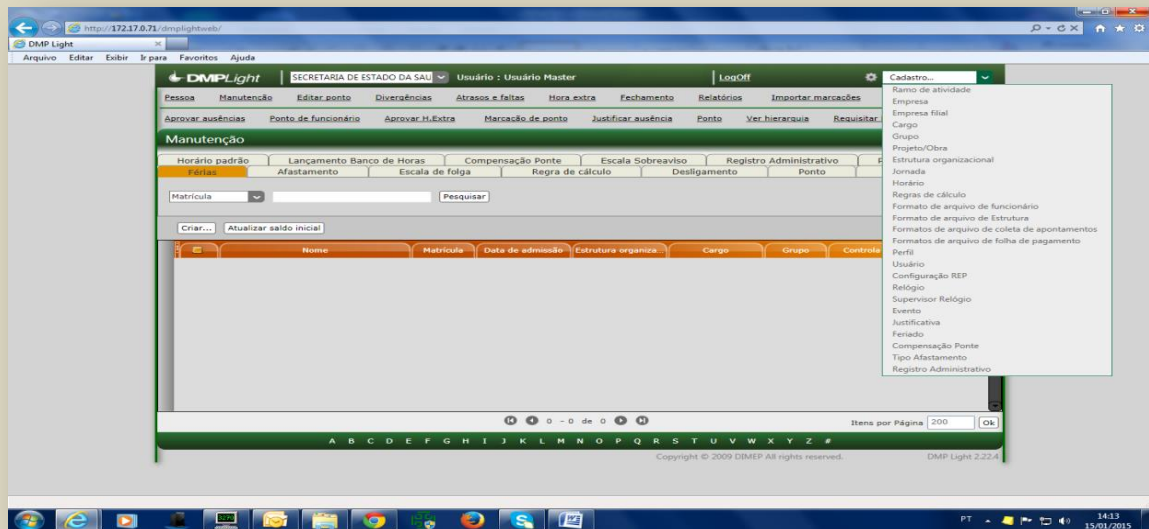 http://172.17.0.71/dmplightweb/
DMP Light
Arquivo Editar Exibir Ir para Favoritos Ajuda
DMPLight SECRETARIA DE ESTADO DA SAU Usuário : Usuário Master LogOff Cadastro...
Pessoa Manutenção Editar ponto Divergências Atrasos e faltas Hora extra Fechamento Relatórios Importar marcações
Aprovar ausências Ponto de funcionário Aprovar H.Extra Marcação de ponto Justificar ausência Ponto Ver hierarquia Requisitar
Manutenção
Horário padrão Lançamento Banco de Horas Compensação Ponte Escala Sobreaviso Registro Administrativo
Férias Afastamento Escala de folga Regra de cálculo Desligamento Ponto
Matrícula Pesquisar
Criar... Atualizar saldo inicial
Nome Matrícula Data de admissão Estrutura organiza... Cargo Grupo Controla
Ramo de atividade
Empresa
Empresa filial
Cargo
Grupo
Projeto/Obra
Estrutura organizacional
Jornada
Horário
Regras de cálculo
Formato de arquivo de funcionário
Formato de arquivo de Estrutura
Formatos de arquivo de coleta de apontamentos
Formatos de arquivo de folha de pagamento
Perfil
Usuário
Configuração REP
Relógio
Supervisor Relógio
Evento
Justificativa
Feriado
Compensação Ponte
Tipo Afastamento
Registro Administrativo
0 - 0 de 0 Itens por Página 200 Ok
A B C D E F G H I J K L M N O P Q R S T U V W X Y Z #
Copyright © 2009 DIMEP All rights reserved. DMP Light 2.22.4
PT 14:13
15/01/2015